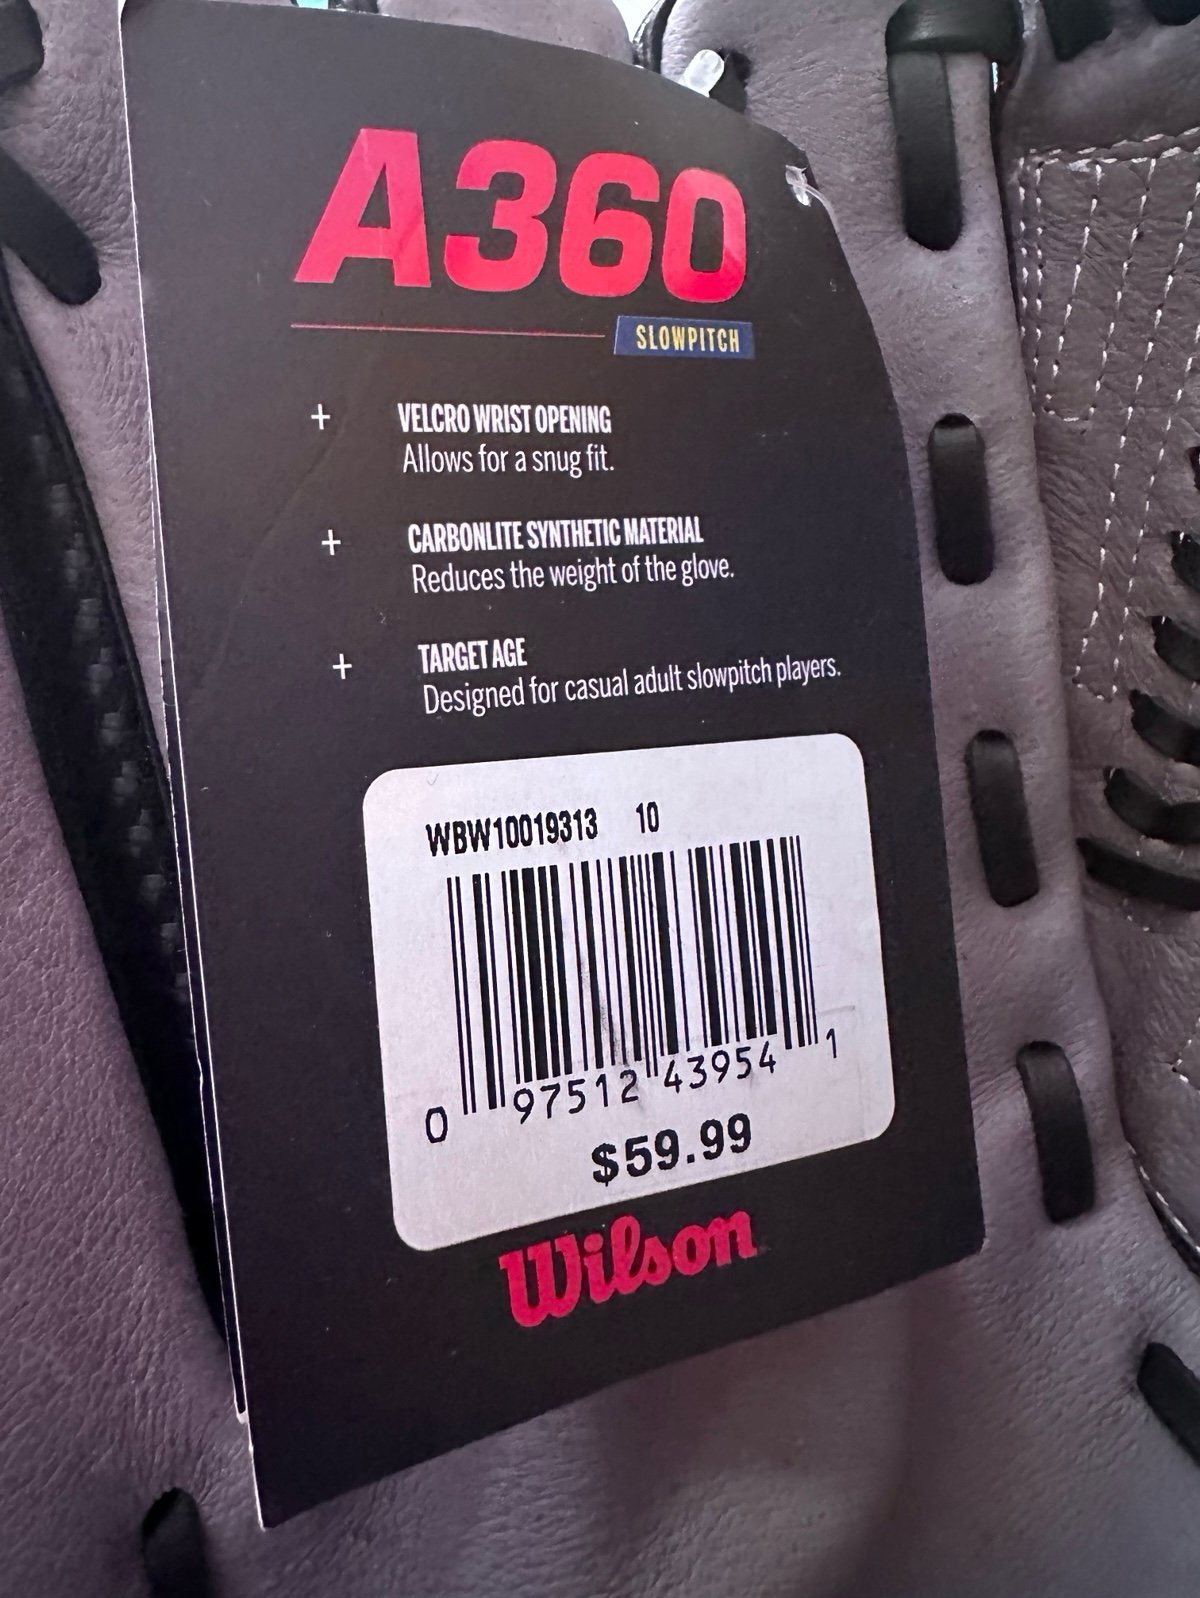 A360
SLOWPITCH
+ VELCRO WRIST OPENING
Allows for a snug fit.
+ CARBONLITE SYNTHETIC MATERIAL
Reduces the weight of the glove.
+ TARGET AGE
Designed for casual adult slowpitch players.
WBW10019313 10
0 97512 43954 1
$59.99
Wilson